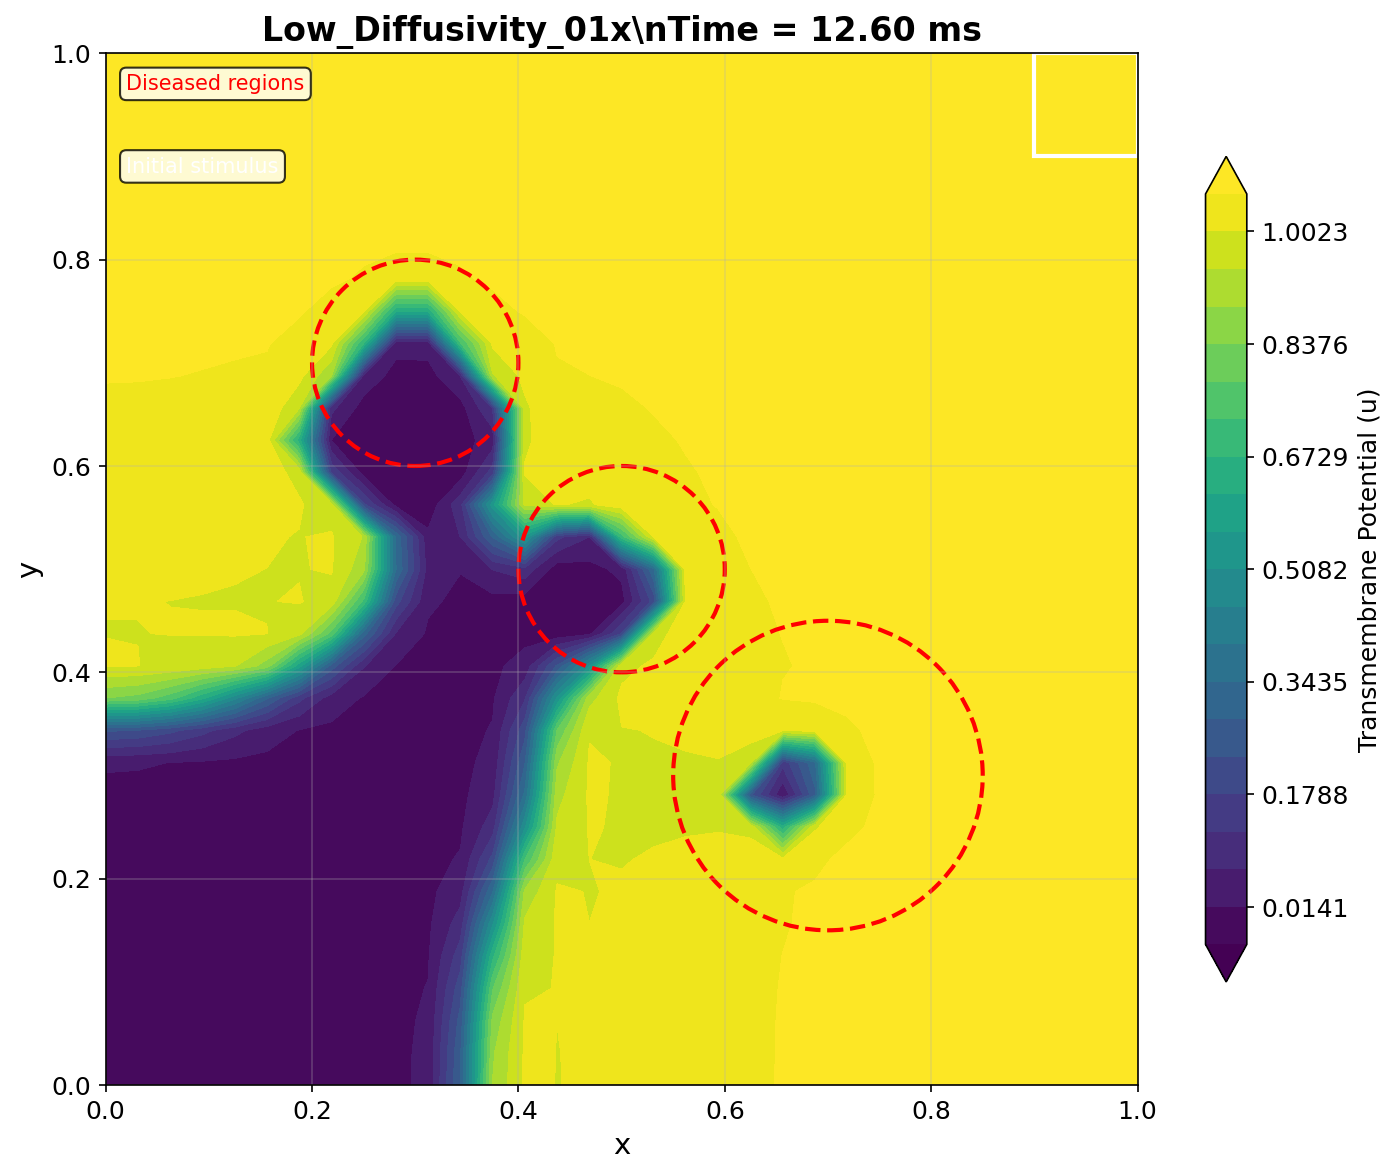 Low_Diffusivity_01x\nTime = 12.60 ms
Diseased regions
Initial stimulus
1.0
0.8
0.6
0.4
0.2
0.0
y
0.0 0.2 0.4 0.6 0.8 1.0
x
1.0023
0.8376
0.6729
0.5082
0.3435
0.1788
0.0141
Transmembrane Potential (u)